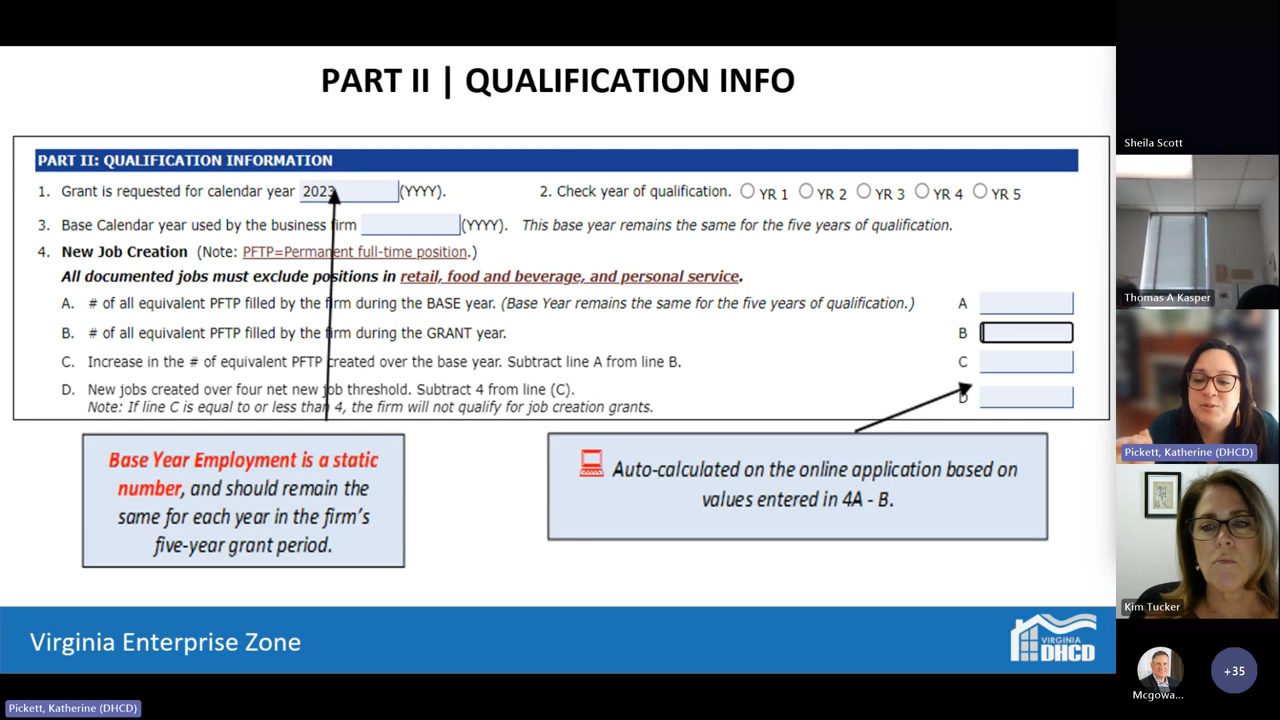 PART II | QUALIFICATION INFO
PART II: QUALIFICATION INFORMATION
1. Grant is requested for calendar year 2023 (YYYY). 2. Check year of qualification. YR 1 YR 2 YR 3 YR 4 YR 5
3. Base Calendar year used by the business firm (YYYY). This base year remains the same for the five years of qualification.
4. New Job Creation (Note: PFTP=Permanent full-time position.)
All documented jobs must exclude positions in retail, food and beverage, and personal service.
A. # of all equivalent PFTP filled by the firm during the BASE year. (Base Year remains the same for the five years of qualification.) A
B. # of all equivalent PFTP filled by the firm during the GRANT year. B
C. Increase in the # of equivalent PFTP created over the base year. Subtract line A from line B. C
D. New jobs created over four net new job threshold. Subtract 4 from line (C). D
Note: If line C is equal to or less than 4, the firm will not qualify for job creation grants.
Base Year Employment is a static
number, and should remain the
same for each year in the firm's
five-year grant period.
Auto-calculated on the online application based on
values entered in 4A - B.
Virginia Enterprise Zone
VIRGINIA
DHCD
Pickett, Katherine (DHCD)
Sheila Scott
Thomas A Kasper
Pickett, Katherine (DHCD)
Kim Tucker
Mcgowa...
+35